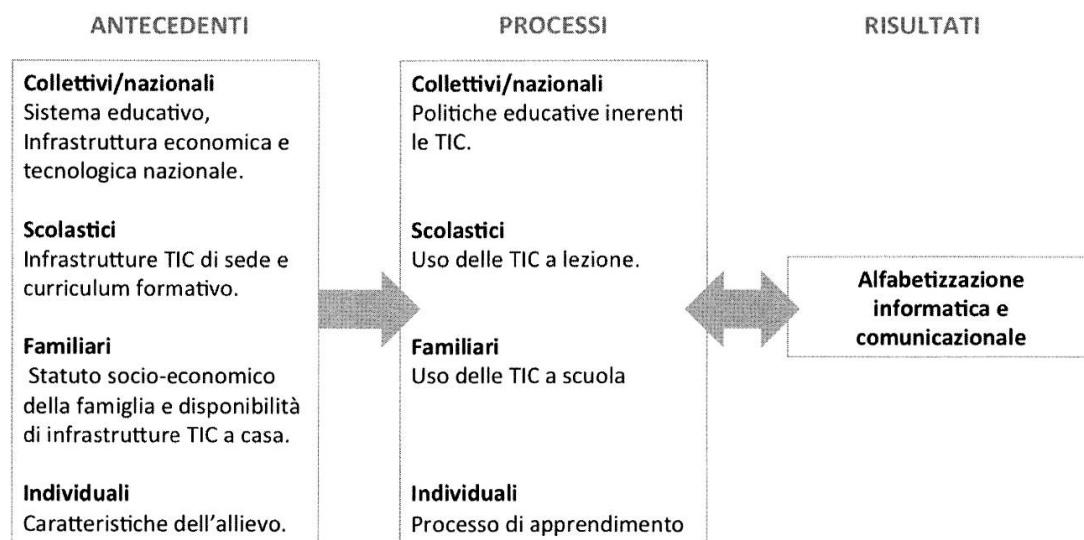 ANTECEDENTI
PROCESSI
RISULTATI
Collettivi/nazionali
Sistema educativo,
Infrastruttura economica e
tecnologica nazionale.
Scolastici
Infrastrutture TIC di sede e
curriculum formativo.
Familiari
Statuto socio-economico
della famiglia e disponibilità
di infrastrutture TIC a casa.
Individuali
Caratteristiche dell'allievo.
Collettivi/nazionali
Politiche educative inerenti
le TIC.
Scolastici
Uso delle TIC a lezione.
Familiari
Uso delle TIC a scuola
Individuali
Processo di apprendimento
Alfabetizzazione
informatica e
comunicazionale